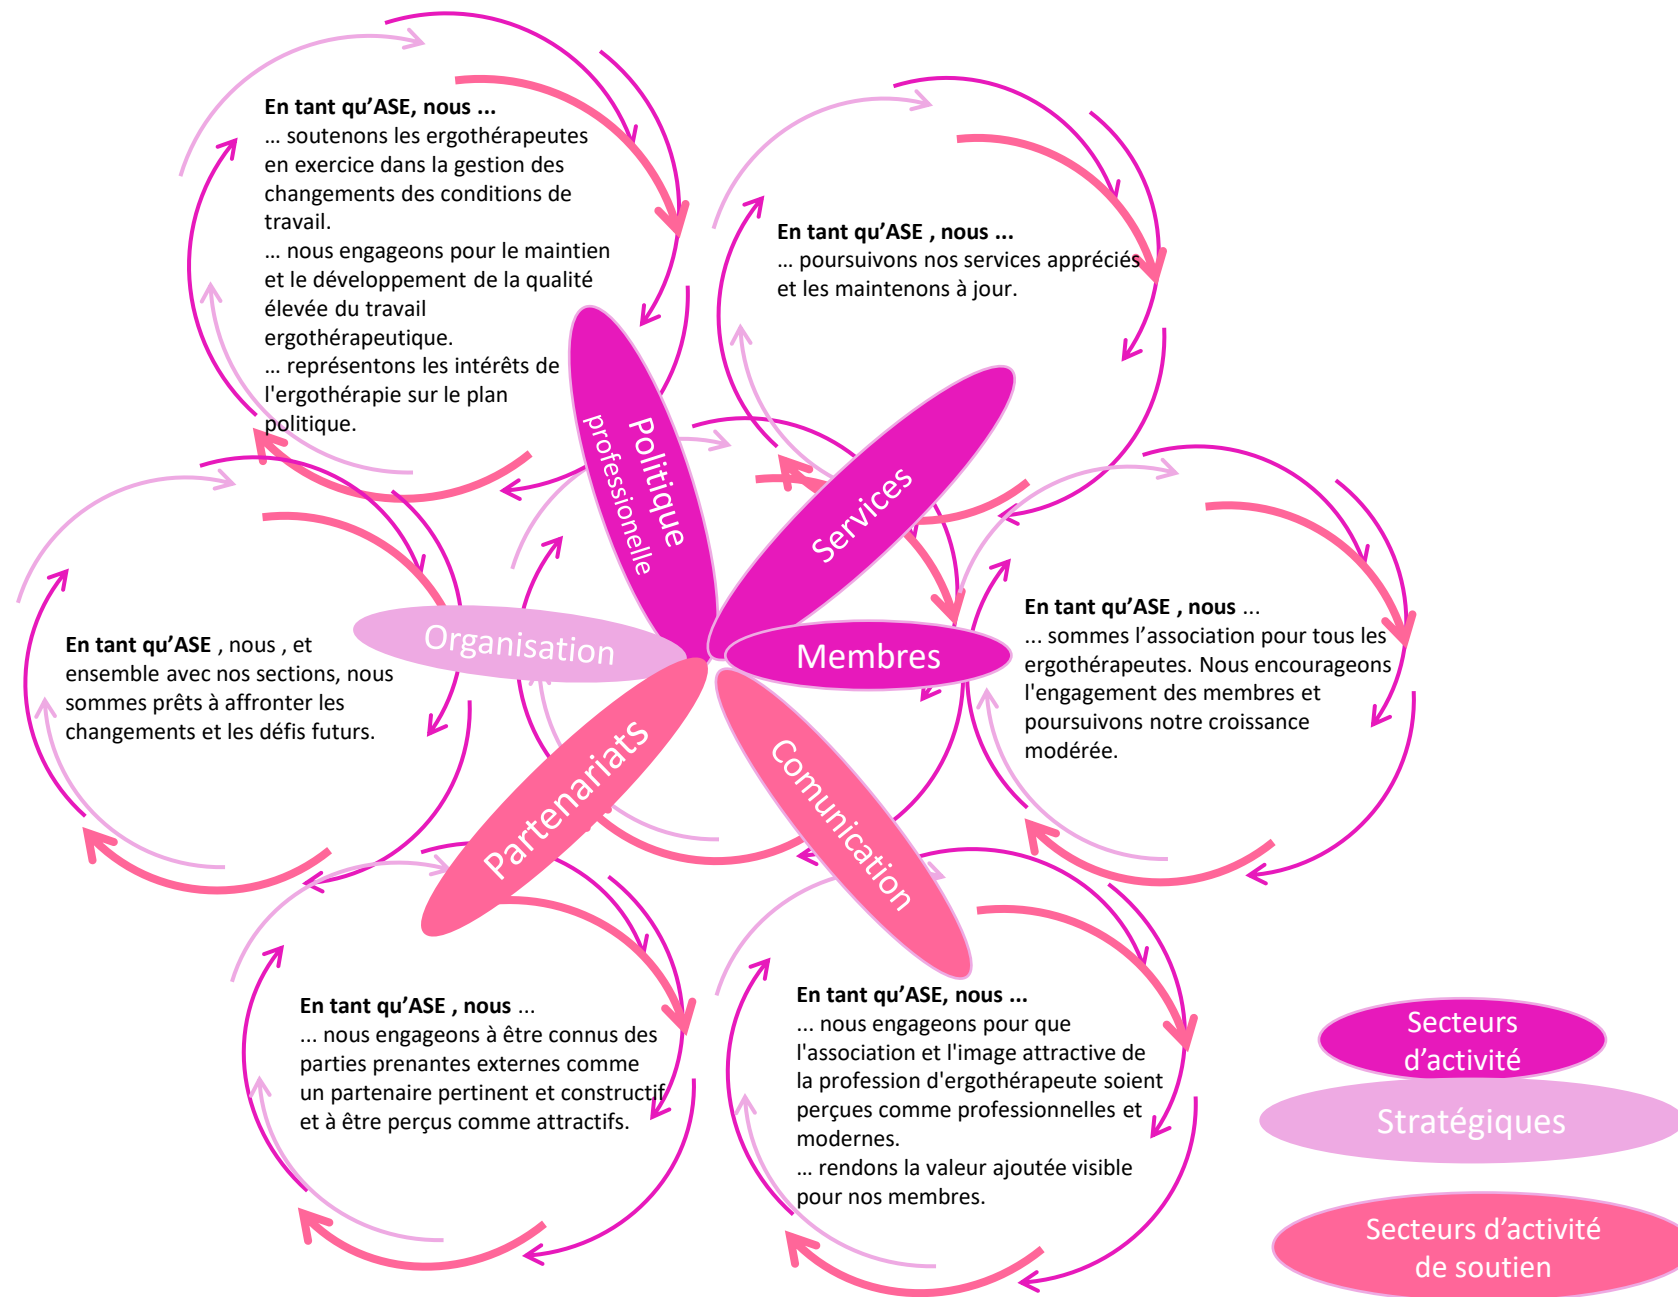 En tant qu’ASE, nous ...
... soutenons les ergothérapeutes
en exercice dans la gestion des
changements des conditions de
travail.
... nous engageons pour le maintien
et le développement de la qualité
élevée du travail
ergothérapeutique.
... représentons les intérêts de
l'ergothérapie sur le plan
politique.
En tant qu’ASE , nous ...
... poursuivons nos services appréciés
et les maintenons à jour.
Politique
professionelle
Services
Organisation
Membres
Partenariats
Comunication
En tant qu’ASE , nous , et
ensemble avec nos sections, nous
sommes prêts à affronter les
changements et les défis futurs.
En tant qu’ASE , nous ...
... sommes l’association pour tous les
ergothérapeutes. Nous encourageons
l'engagement des membres et
poursuivons notre croissance
modérée.
En tant qu’ASE , nous ...
... nous engageons à être connus des
parties prenantes externes comme
un partenaire pertinent et constructif
et à être perçus comme attractifs.
En tant qu’ASE, nous ...
... nous engageons pour que
l'association et l'image attractive de
la profession d'ergothérapeute soient
perçues comme professionnelles et
modernes.
... rendons la valeur ajoutée visible
pour nos membres.
Secteurs
d’activité
Stratégiques
Secteurs d’activité
de soutien